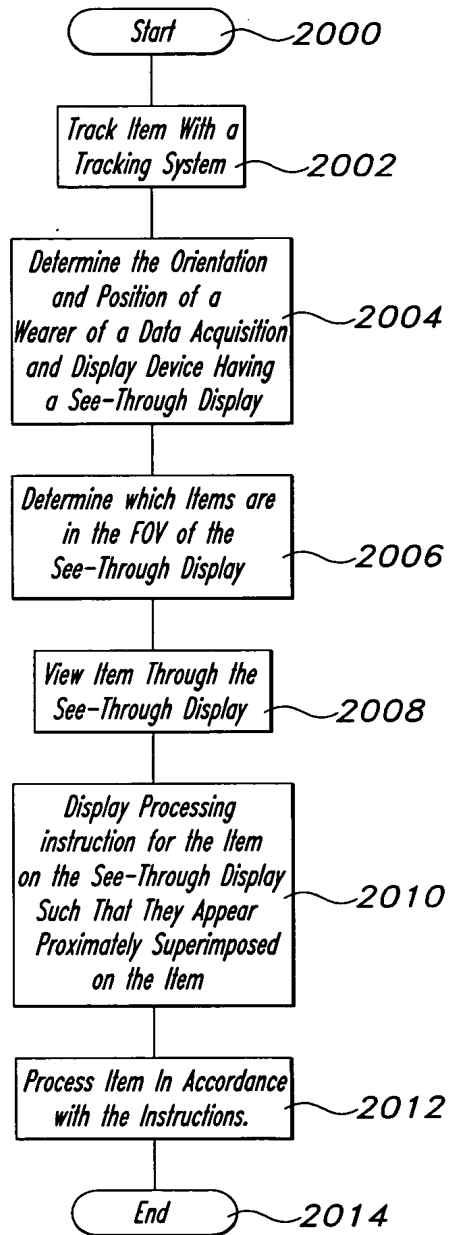 Start
2000
Track Item With a
Tracking System
2002
Determine the Orientation
and Position of a
Wearer of a Data Acquisition
and Display Device Having
a See-Through Display
2004
Determine which Items are
in the FOV of the
See-Through Display
2006
View Item Through the
See-Through Display
2008
Display Processing
instruction for the Item
on the See-Through Display
Such That They Appear
Proximately Superimposed
on the Item
2010
Process Item In Accordance
with the Instructions.
2012
End
2014